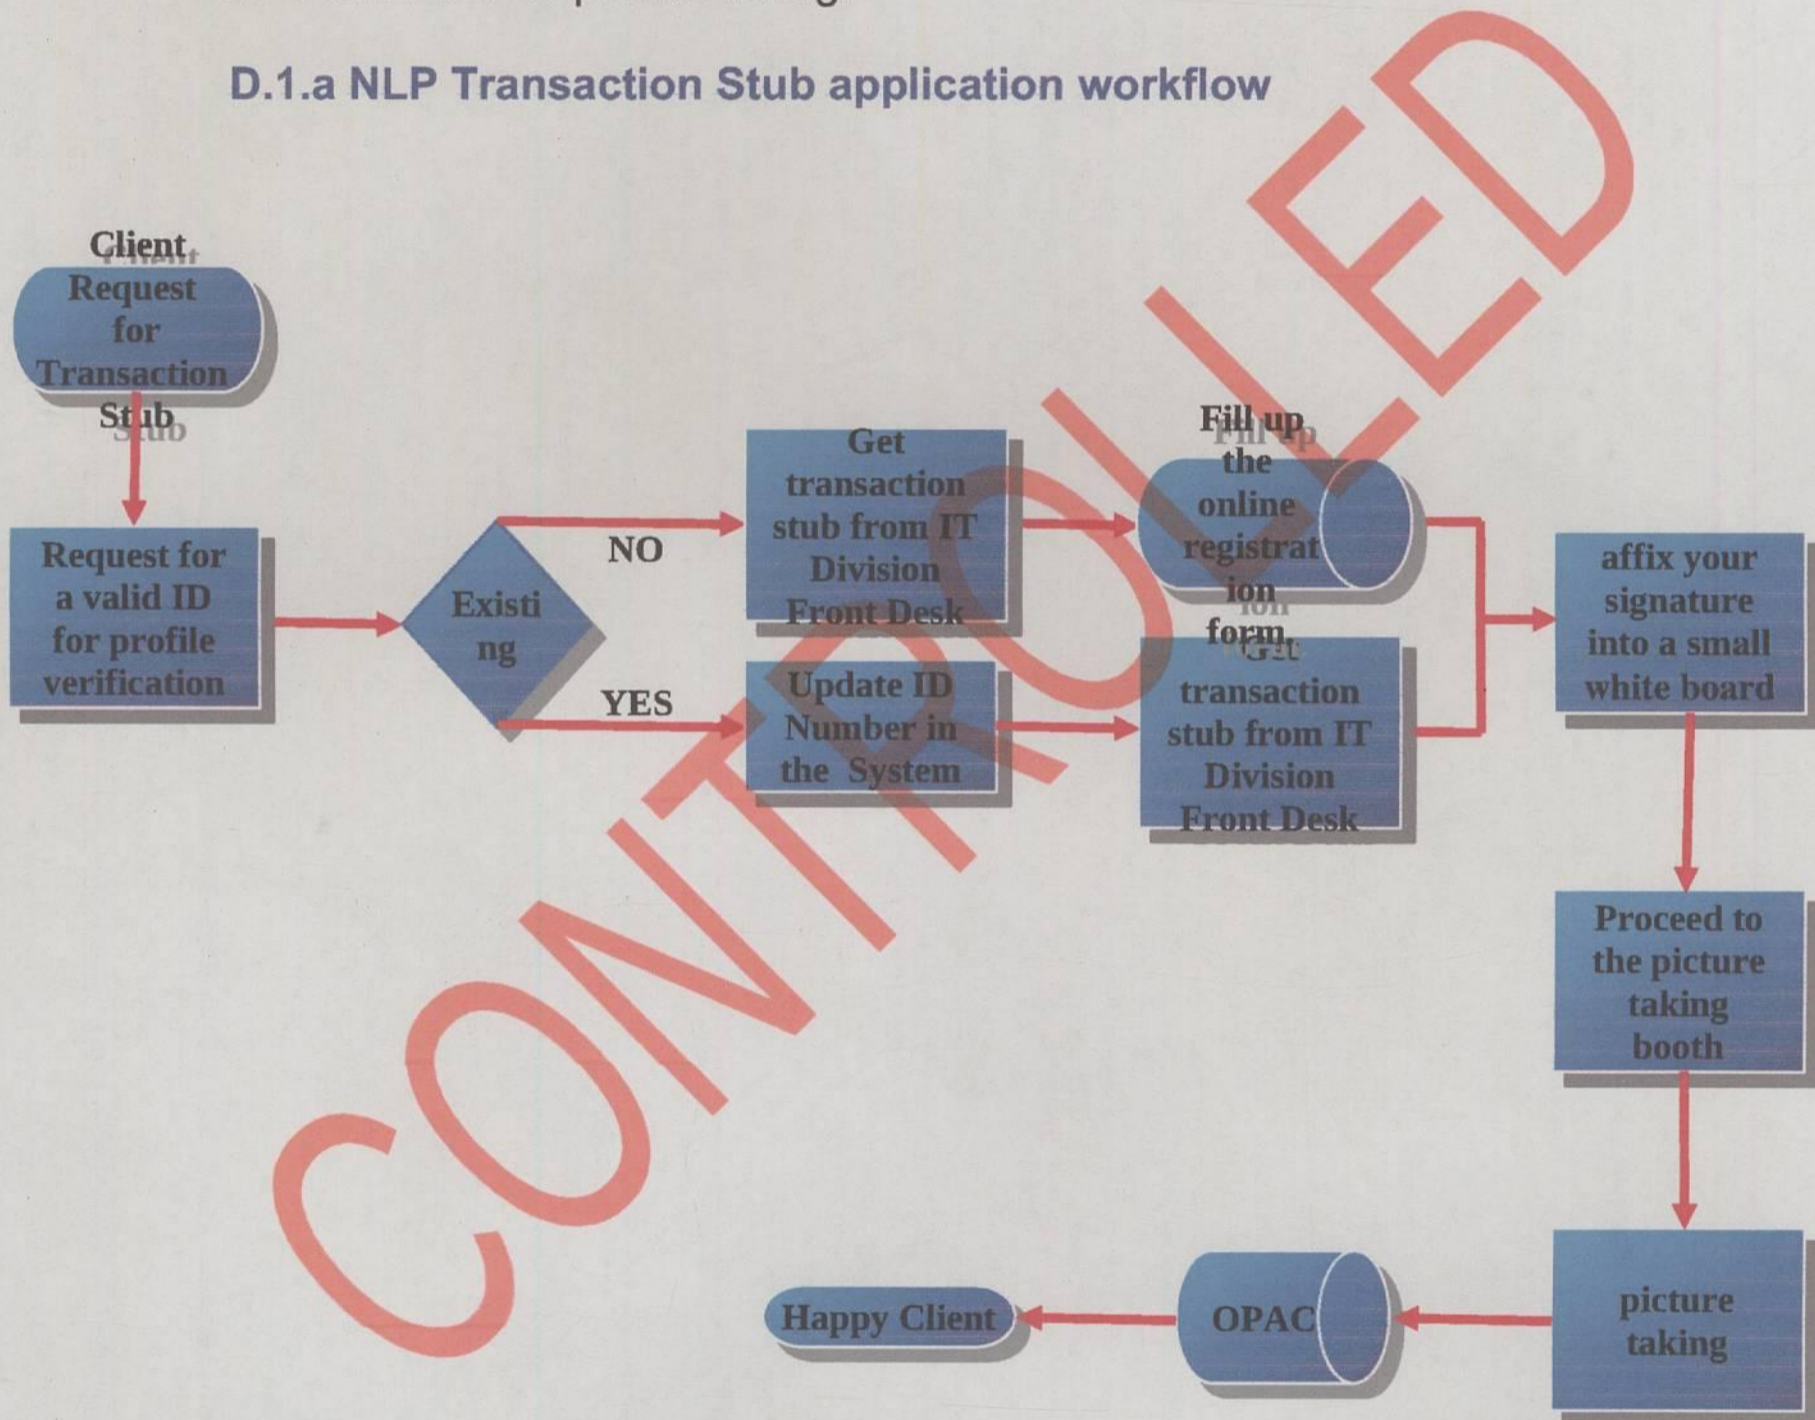 D.1.a NLP Transaction Stub application workflow
Client
Request
for
Transaction
Stub
Request for
a valid ID
for profile
verification
Existi
ng
NO
Get
transaction
stub from IT
Division
Front Desk
Fill up
the
online
registrat
ion
form.
YES
Update ID
Number in
the System
Get
transaction
stub from IT
Division
Front Desk
affix your
signature
into a small
white board
Proceed to
the picture
taking
booth
picture
taking
OPAC
Happy Client
CONTROLLED